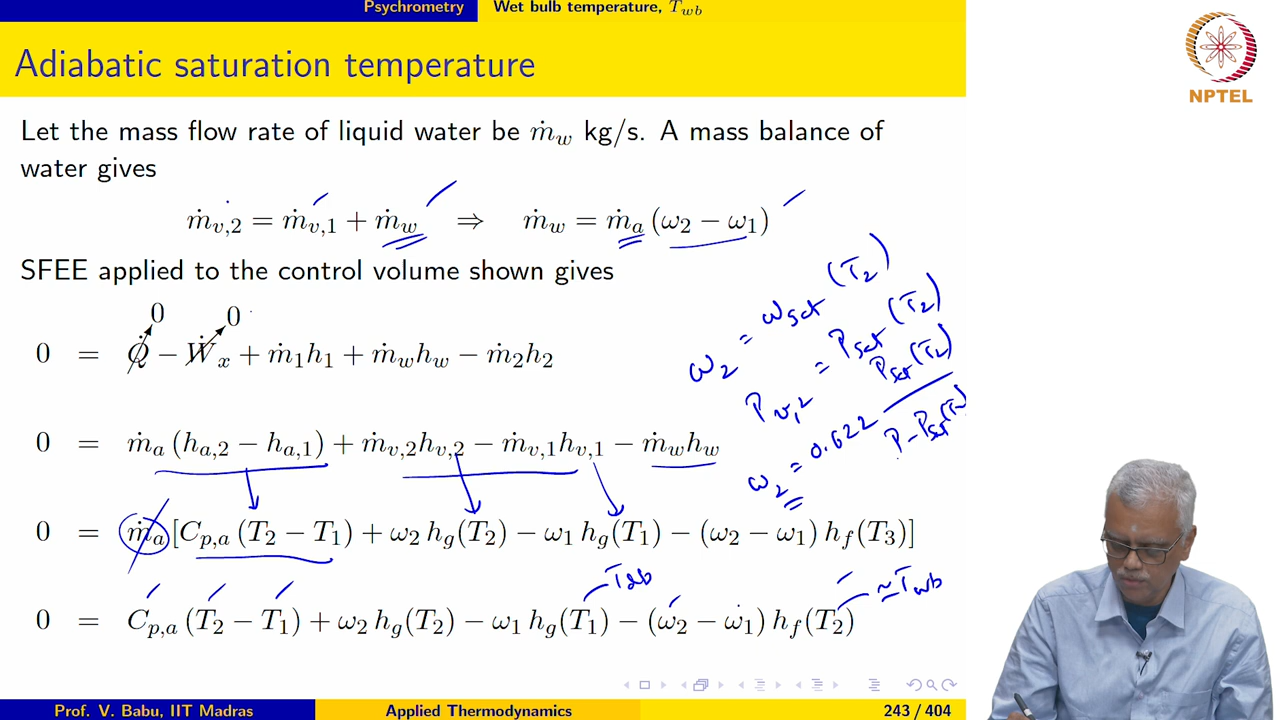 Psychrometry Wet bulb temperature, T_wb
Adiabatic saturation temperature
NPTEL
Let the mass flow rate of liquid water be ṁ_w kg/s. A mass balance of
water gives
ṁ_v,2 = ṁ_v,1 + ṁ_w ⇒ ṁ_w = ṁ_a (ω_2 − ω_1)
SFEE applied to the control volume shown gives
0 0
0 = Q̇ − Ẇ_x + ṁ_1h_1 + ṁ_wh_w − ṁ_2h_2
ω_2 = ω_sat (T_2)
P_v,2 = P_sat (T_2)
ω_2 = 0.622 P_sat(T_2) / P − P_sat(T_2)
0 = ṁ_a (h_a,2 − h_a,1) + ṁ_v,2h_v,2 − ṁ_v,1h_v,1 − ṁ_wh_w
0 = ṁ_a [C_p,a (T_2 − T_1) + ω_2 h_g(T_2) − ω_1 h_g(T_1) − (ω_2 − ω_1) h_f(T_3)]
T_db
≃T_wb
0 = C_p,a (T_2 − T_1) + ω_2 h_g(T_2) − ω_1 h_g(T_1) − (ω_2 − ω_1) h_f(T_2)
Prof. V. Babu, IIT Madras Applied Thermodynamics 243 / 404